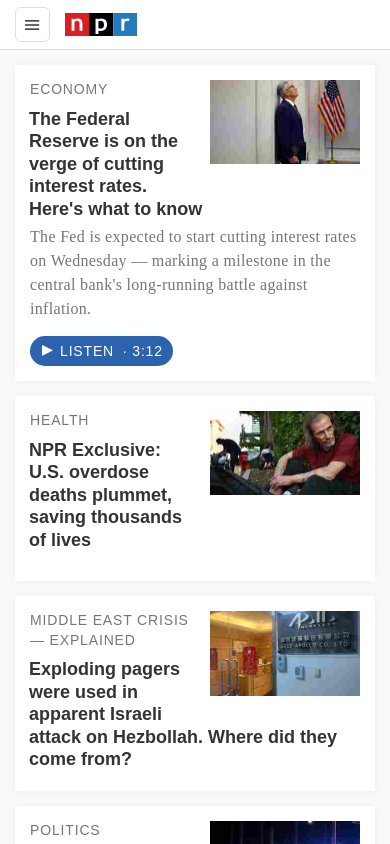 npr
ECONOMY
The Federal
Reserve is on the
verge of cutting
interest rates.
Here's what to know
The Fed is expected to start cutting interest rates
on Wednesday — marking a milestone in the
central bank's long-running battle against
inflation.
LISTEN · 3:12
HEALTH
NPR Exclusive:
U.S. overdose
deaths plummet,
saving thousands
of lives
MIDDLE EAST CRISIS
— EXPLAINED
Exploding pagers
were used in
apparent Israeli
attack on Hezbollah. Where did they
come from?
POLITICS